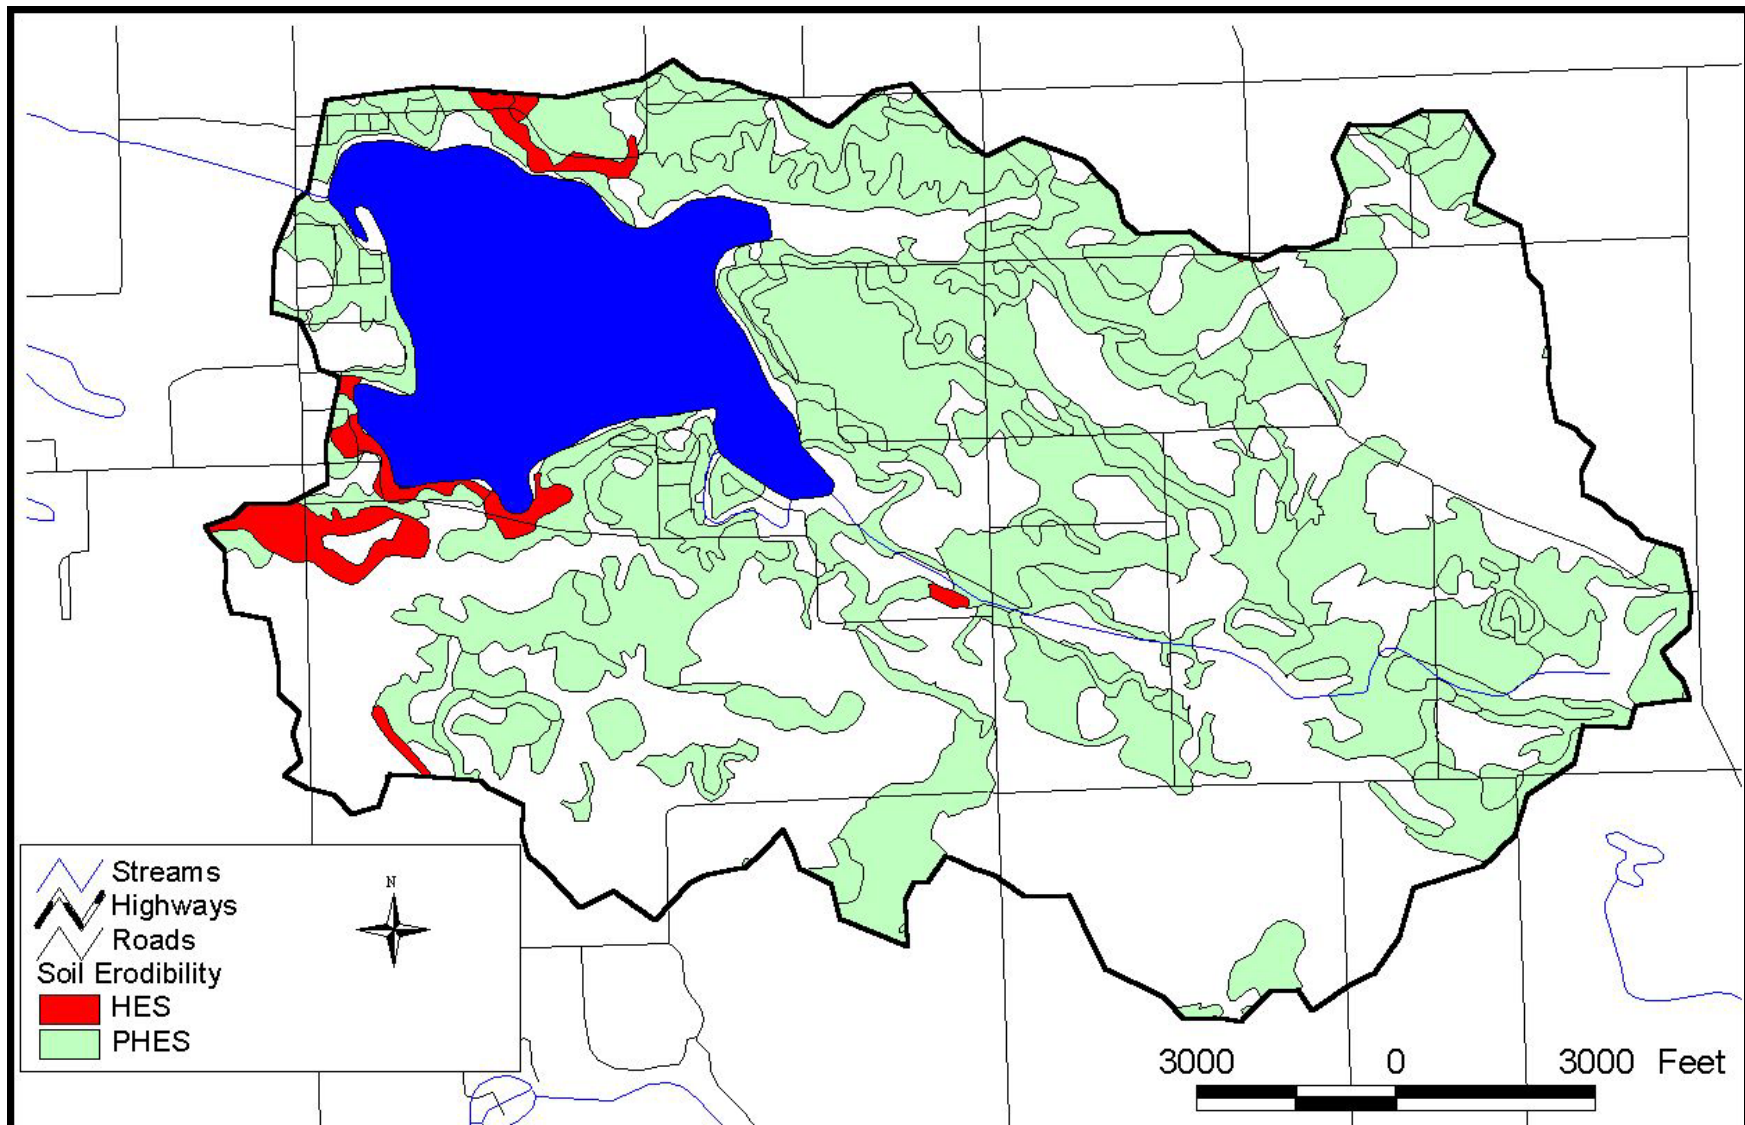 Streams
N
Highways
Roads
Soil Erodibility
HES
PHES
3000 0 3000 Feet